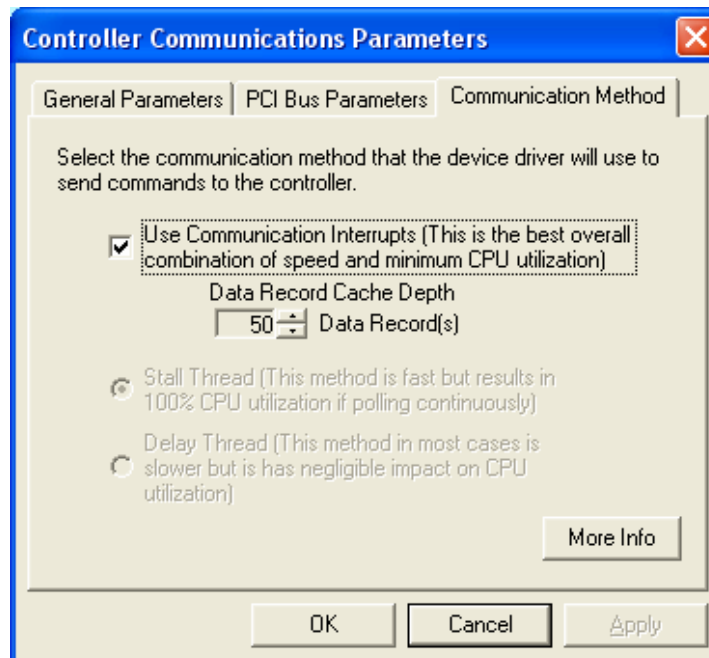 Controller Communications Parameters
General Parameters
PCI Bus Parameters
Communication Method
Select the communication method that the device driver will use to
send commands to the controller.
Use Communication Interrupts (This is the best overall
combination of speed and minimum CPU utilization)
Data Record Cache Depth
50 Data Record(s)
Stall Thread (This method is fast but results in
100% CPU utilization if polling continuously)
Delay Thread (This method in most cases is
slower but is has negligible impact on CPU
utilization)
More Info
OK
Cancel
Apply